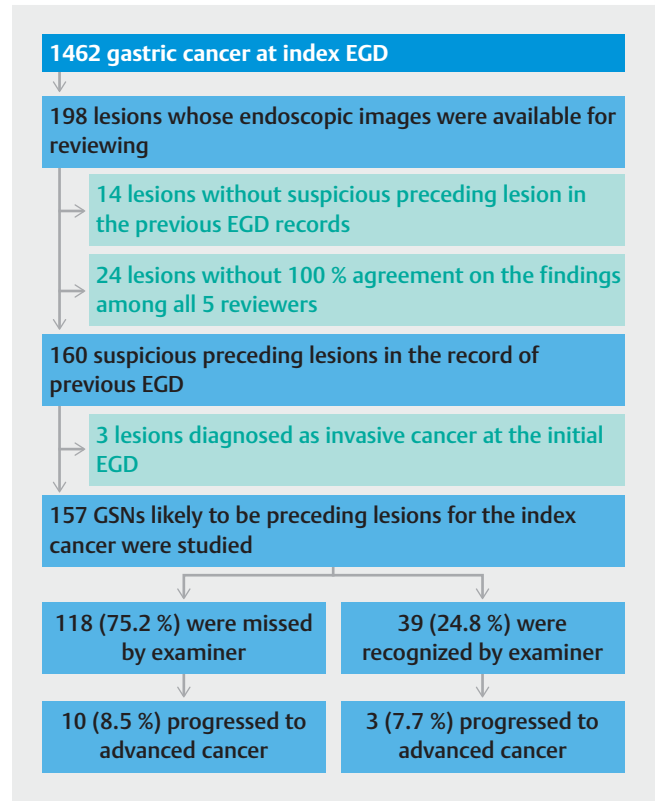 1462 gastric cancer at index EGD
198 lesions whose endoscopic images were available for
reviewing
14 lesions without suspicious preceding lesion in
the previous EGD records
24 lesions without 100 % agreement on the findings
among all 5 reviewers
160 suspicious preceding lesions in the record of
previous EGD
3 lesions diagnosed as invasive cancer at the initial
EGD
157 GSNs likely to be preceding lesions for the index
cancer were studied
118 (75.2 %) were missed
by examiner
39 (24.8 %) were
recognized by examiner
10 (8.5 %) progressed to
advanced cancer
3 (7.7 %) progressed to
advanced cancer